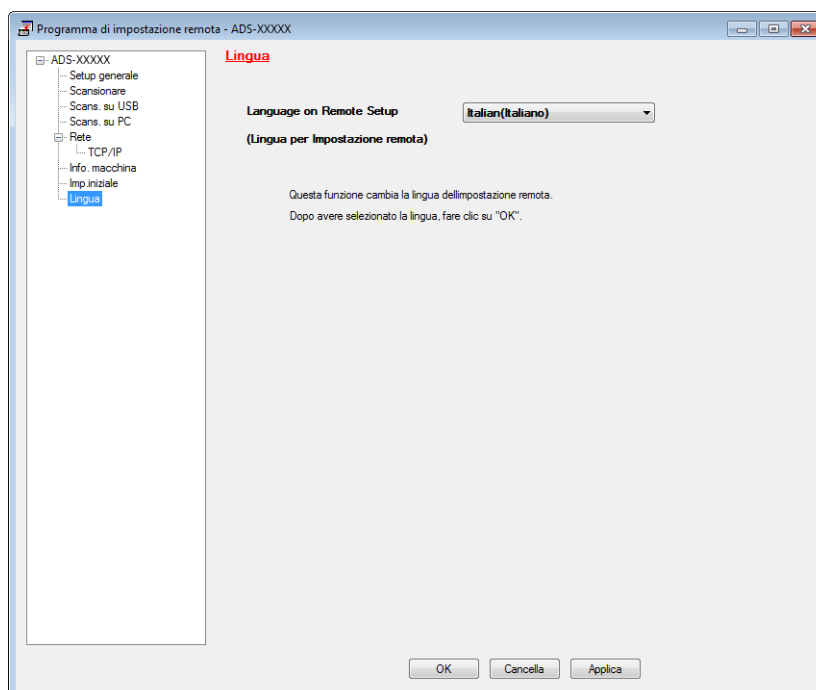 Programma di impostazione remota - ADS-XXXXX
ADS-XXXXX
Setup generale
Scansionare
Scans. su USB
Scans. su PC
Rete
TCP/IP
Info. macchina
Imp.iniziale
Lingua
Lingua
Language on Remote Setup
Italian(Italiano)
(Lingua per Impostazione remota)
Questa funzione cambia la lingua dellimpostazione remota.
Dopo avere selezionato la lingua, fare clic su "OK".
OK
Cancella
Applica